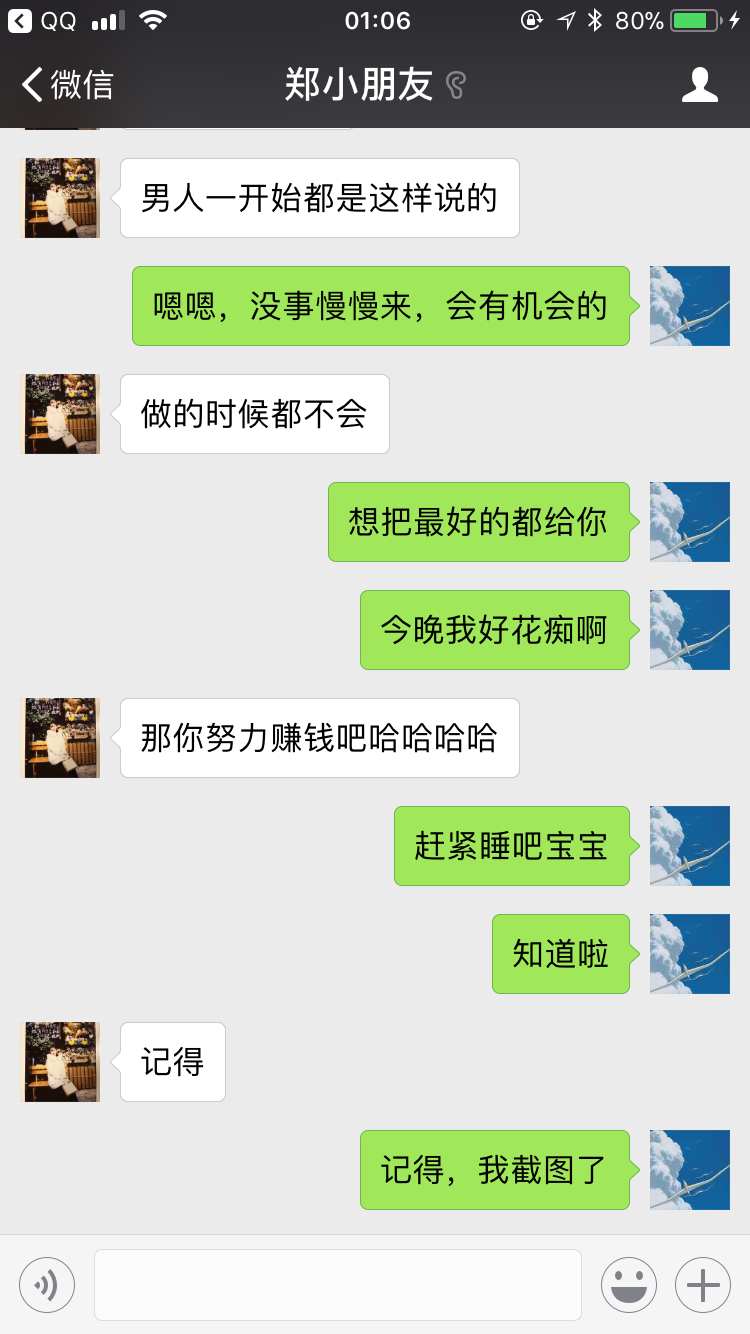 QQ 01:06 80%
微信 郑小朋友
男人一开始都是这样说的
嗯嗯，没事慢慢来，会有机会的
做的时候都不会
想把最好的都给你
今晚我好花痴啊
那你努力赚钱吧哈哈哈哈
赶紧睡吧宝宝
知道啦
记得
记得，我截图了